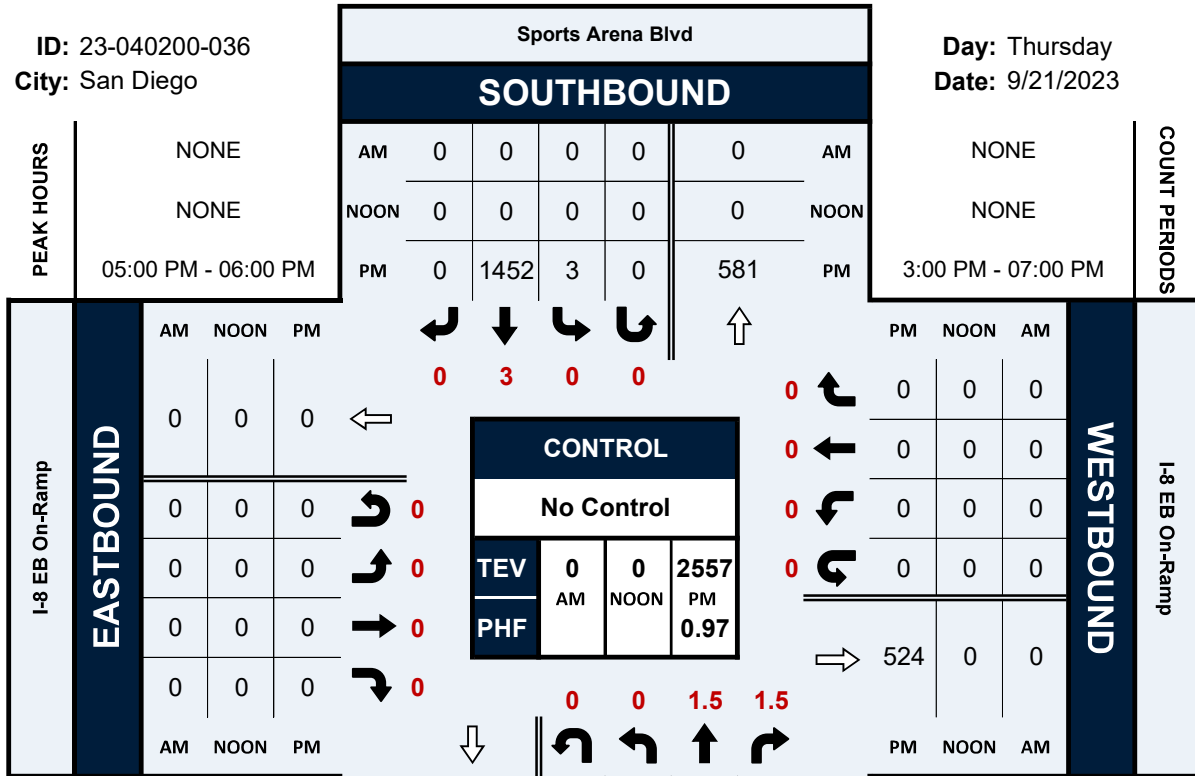 Sports Arena Blvd
ID: 23-040200-036
Day: Thursday
City: San Diego
Date: 9/21/2023
SOUTHBOUND
PEAK HOURS
NONE
AM 0 0 0 0 0 AM
NONE
COUNT PERIODS
NONE
NOON 0 0 0 0 0 NOON
NONE
05:00 PM - 06:00 PM
PM 0 1452 3 0 581 PM
3:00 PM - 07:00 PM
AM NOON PM
PM NOON AM
0 3 0 0
0 0 0 0
0 0 0
0 0 0 0
I-8 EB On-Ramp
EASTBOUND
CONTROL
No Control
WESTBOUND
I-8 EB On-Ramp
0 0 0 0
0 0 0 0
0 0 0 0
0 0 0 0
TEV 0 0 2557
AM NOON PM
PHF 0.97
0 0 0 0
524 0 0
0 0 0 0
0 0 1.5 1.5
AM NOON PM
PM NOON AM